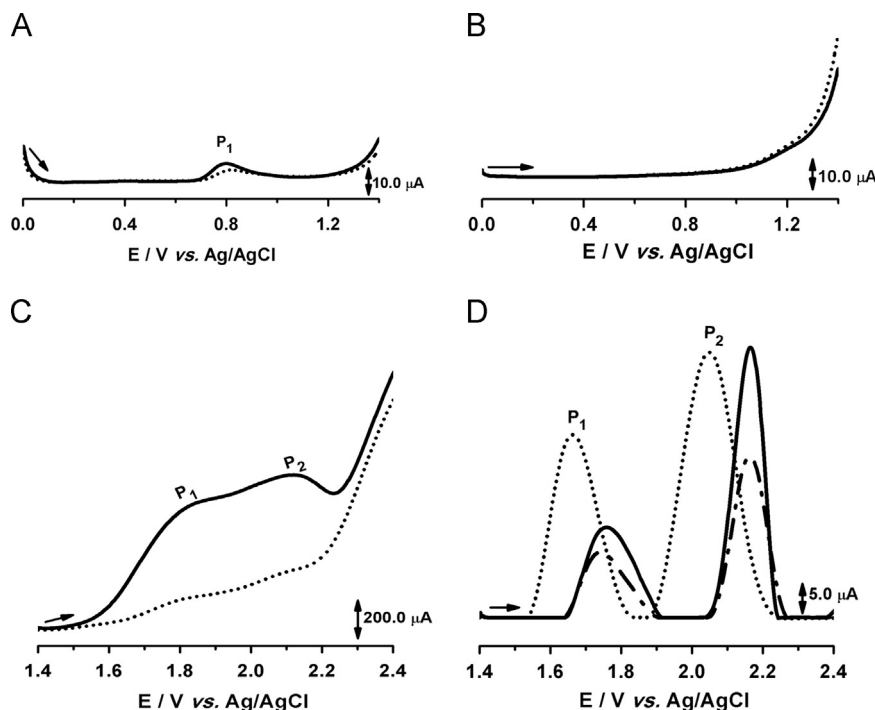 A
P1
10.0 µA
0.0 0.4 0.8 1.2
E / V vs. Ag/AgCl
B
10.0 µA
0.0 0.4 0.8 1.2
E / V vs. Ag/AgCl
C
P1
P2
200.0 µA
1.4 1.6 1.8 2.0 2.2 2.4
E / V vs. Ag/AgCl
D
P1
P2
5.0 µA
1.4 1.6 1.8 2.0 2.2 2.4
E / V vs. Ag/AgCl